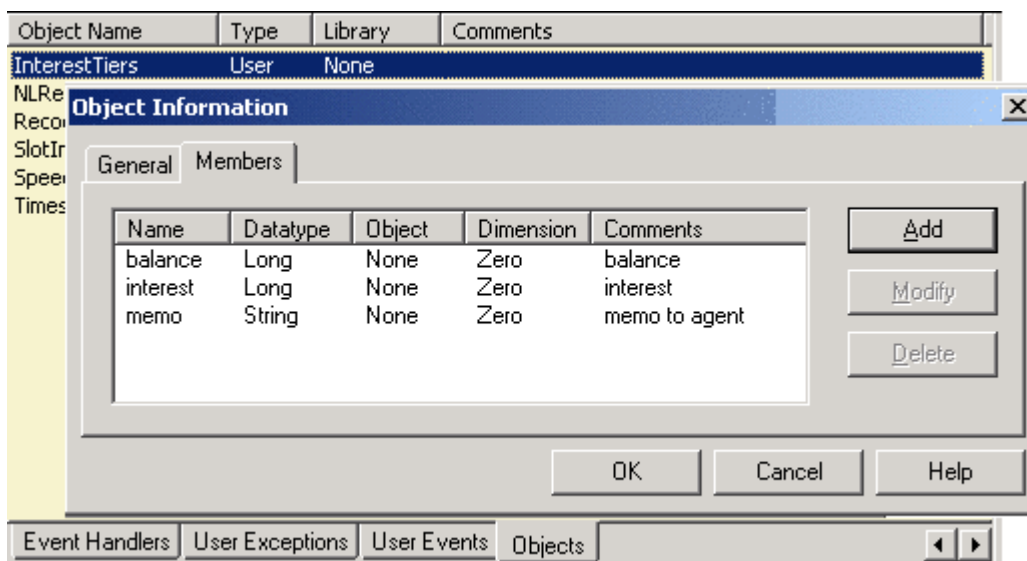 Object Name Type Library Comments
InterestTiers User None
Object Information
General Members
Name Datatype Object Dimension Comments
balance Long None Zero balance
interest Long None Zero interest
memo String None Zero memo to agent
Add
Modify
Delete
OK Cancel Help
Event Handlers User Exceptions User Events Objects